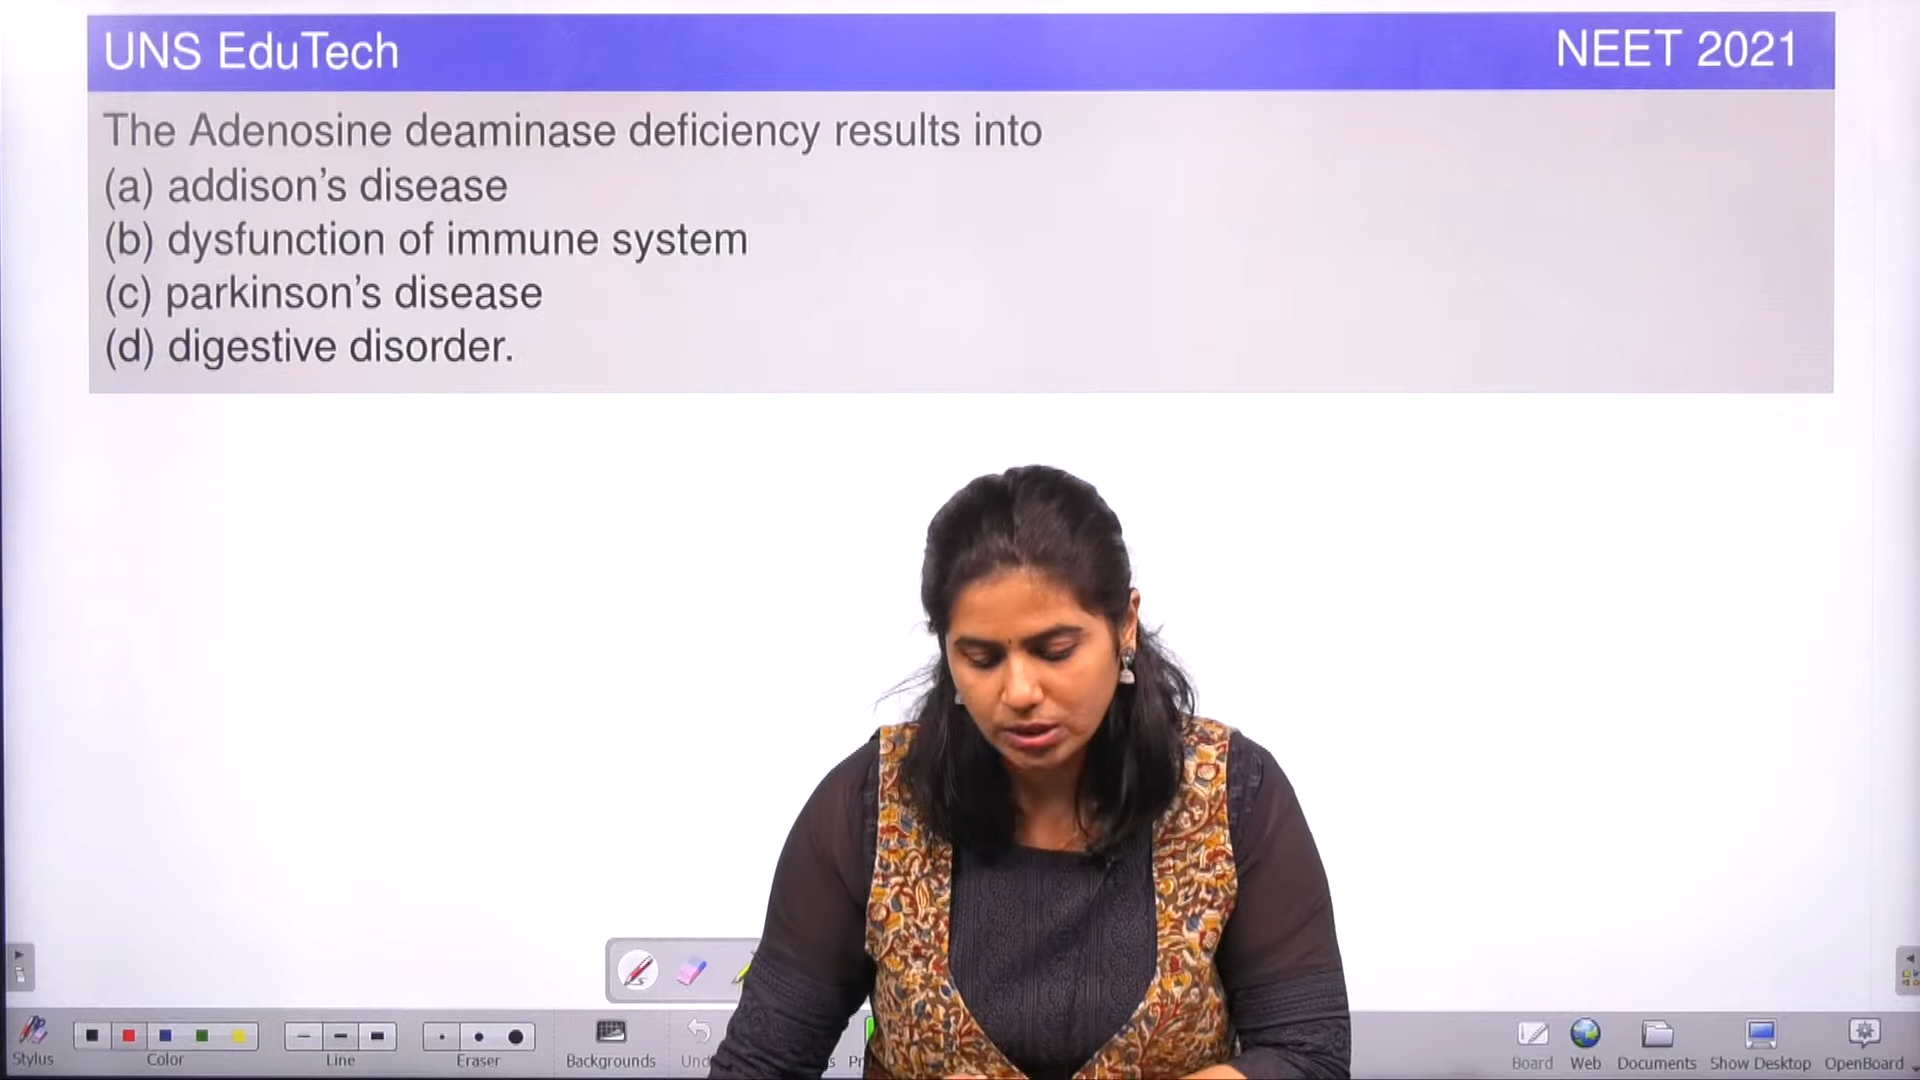 UNS EduTech NEET 2021
The Adenosine deaminase deficiency results into
(a) addison's disease
(b) dysfunction of immune system
(c) parkinson's disease
(d) digestive disorder.
Stylus Color Line Eraser Backgrounds Board Web Documents Show Desktop OpenBoard